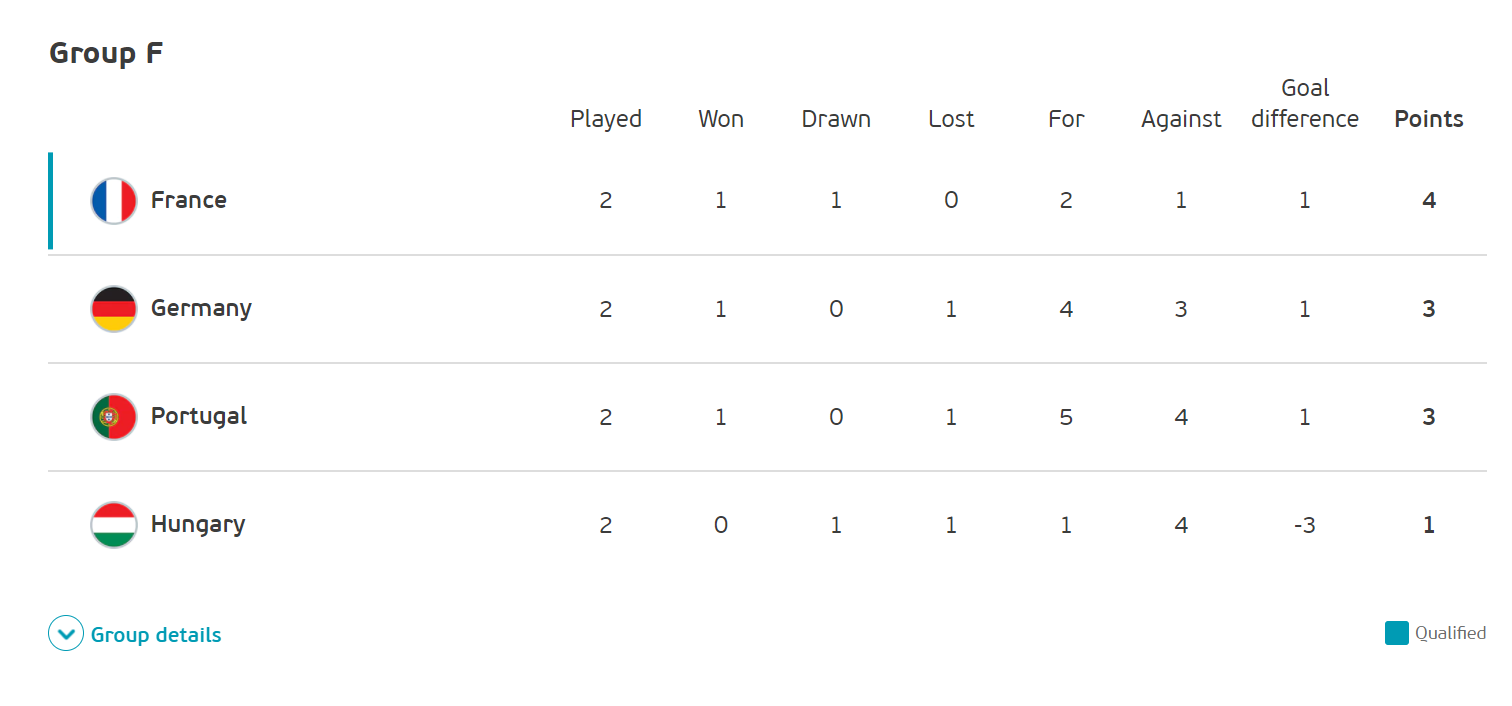 Group F
Played Won Drawn Lost For Against Goal difference Points
France 2 1 1 0 2 1 1 4
Germany 2 1 0 1 4 3 1 3
Portugal 2 1 0 1 5 4 1 3
Hungary 2 0 1 1 1 4 -3 1
Group details
Qualified